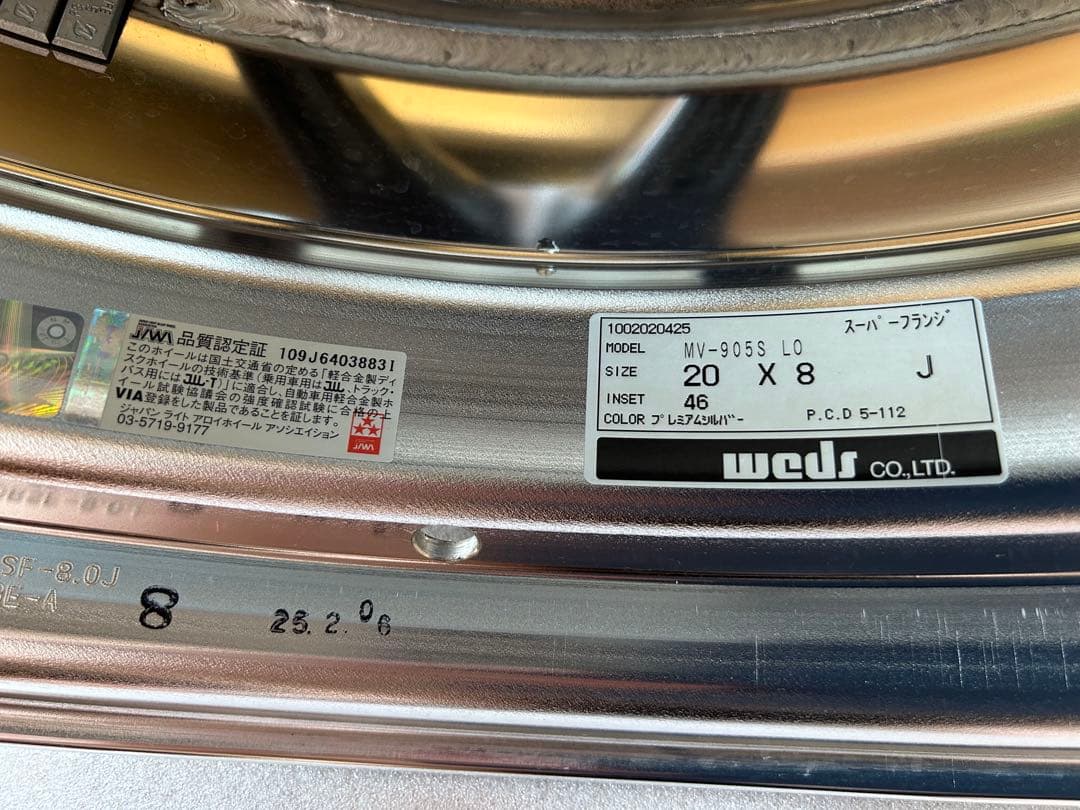 JAWA 品質認定証 109J64038831
このホイールは国土交通省の定める「軽合金製ディ
スクホイールの技術基準(乗用車用はJWL、トラック・
バス用にはJWL-T)」に適合し、自動車用軽合金製ホ
イール試験協議会の強度確認試験に合格の上
VIA登録をした製品であることを証します。
ジャパン ライトアロイホイール アソシエイション
03-5719-9177
JAWA
1002020425 スーパーフランジ
MODEL MV-905S LO
SIZE 20 X 8 J
INSET 46
COLOR プレミアムシルバー P.C.D 5-112
weds CO.,LTD.
SF-8.0J
E-A
8
25.2.06